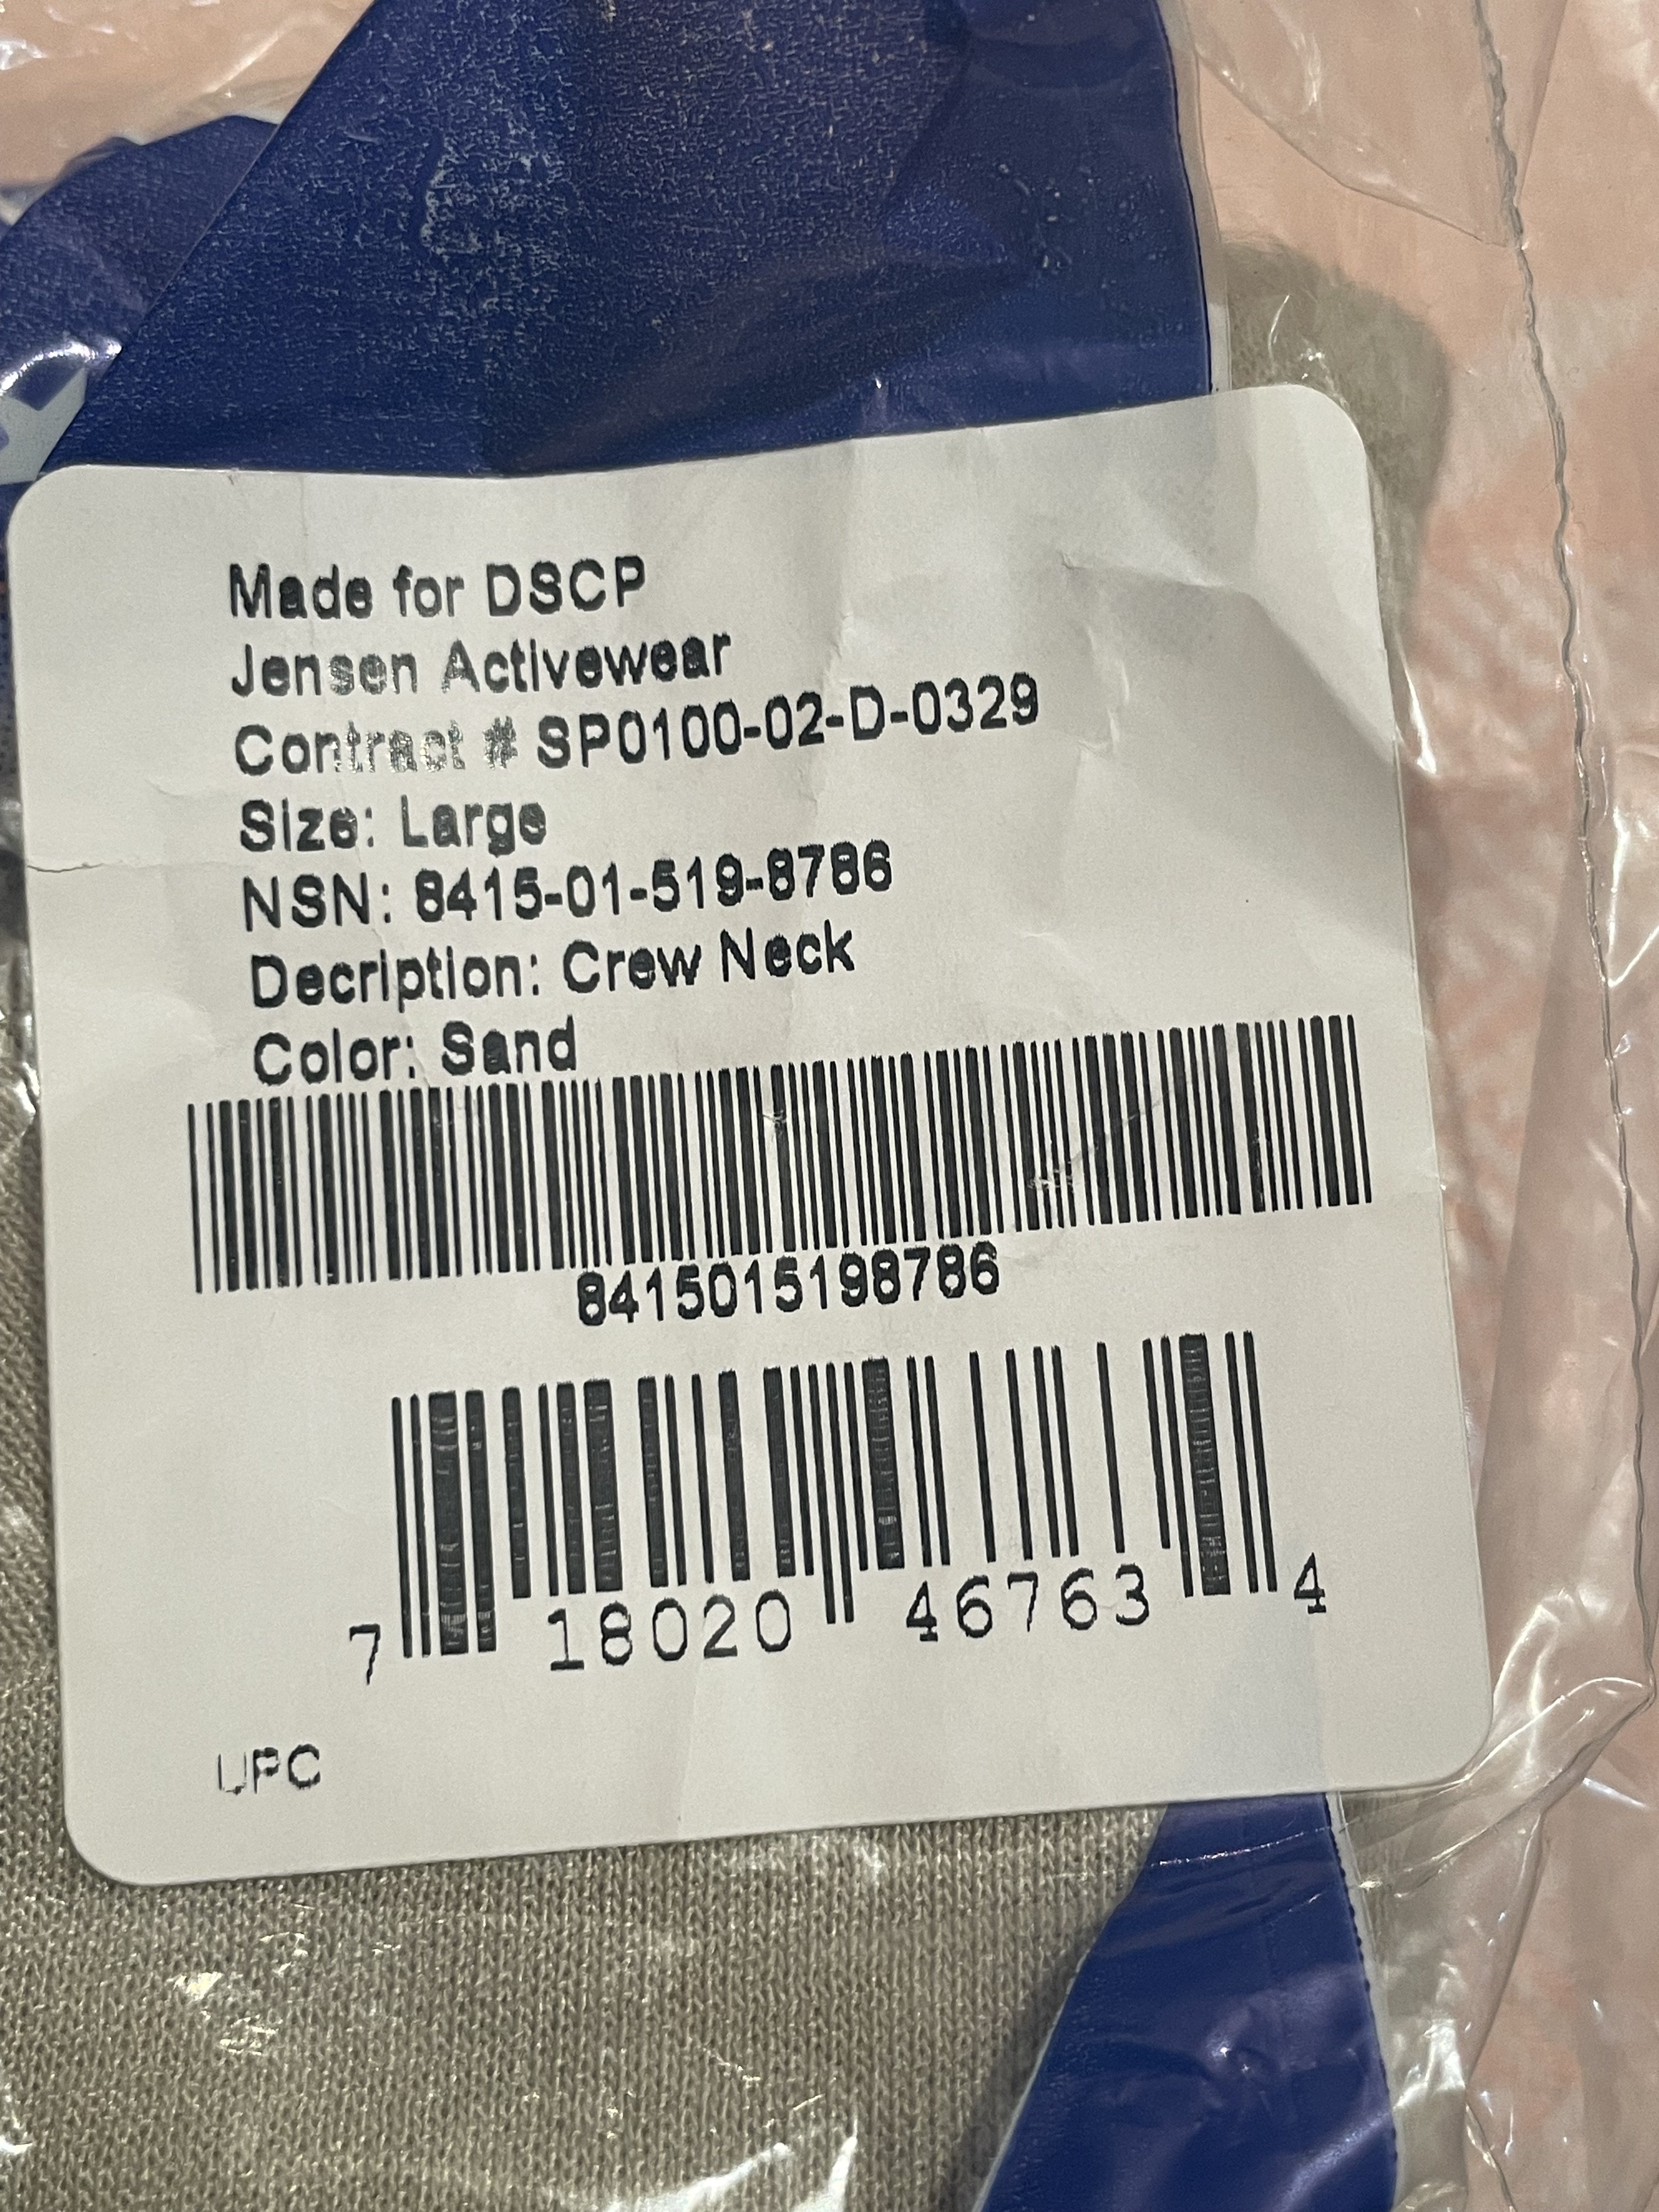 Made for DSCP
Jensen Activewear
Contract # SP0100-02-D-0329
Size: Large
NSN: 8415-01-519-8786
Decription: Crew Neck
Color: Sand
8415015198786
7 18020 46763 4
UPC